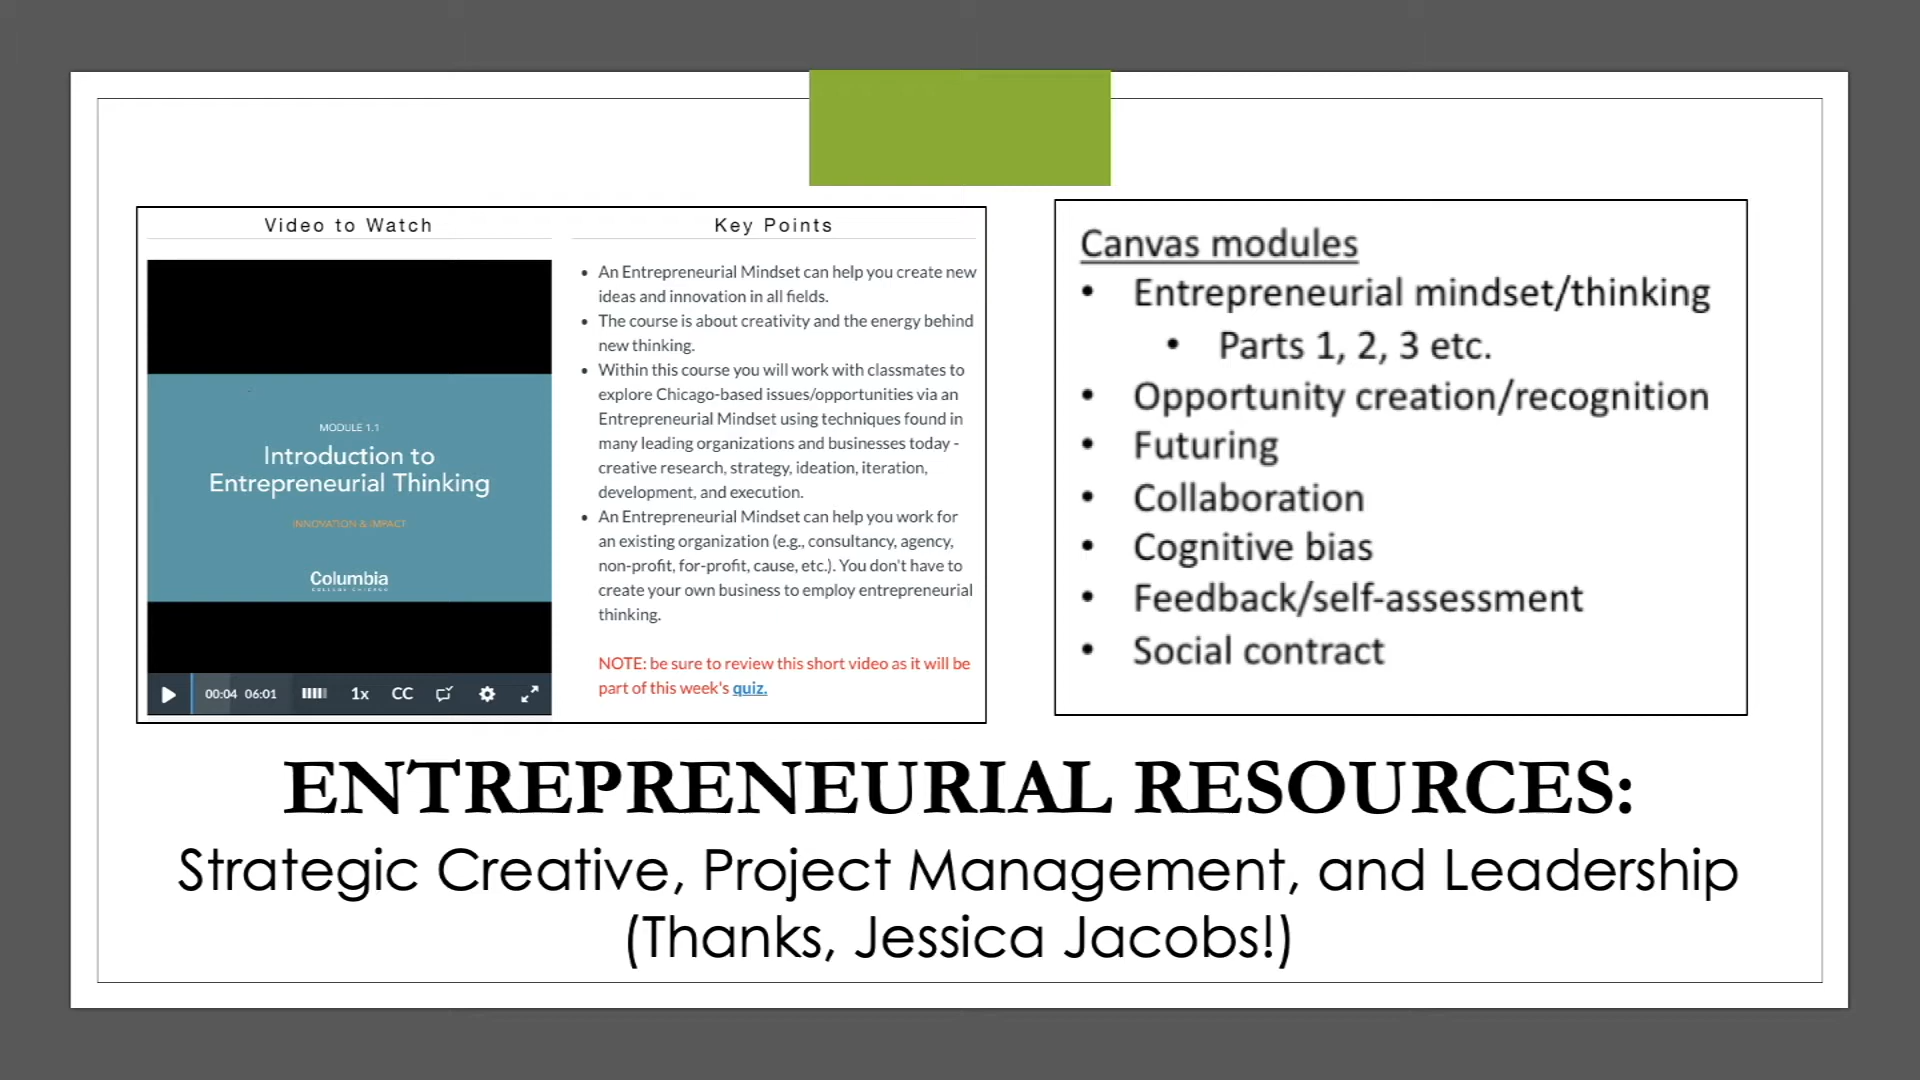 Video to Watch
MODULE 1.1
Introduction to
Entrepreneurial Thinking
INNOVATION & IMPACT
Columbia
COLLEGE CHICAGO
00:04 06:01 1x CC
Key Points
• An Entrepreneurial Mindset can help you create new
ideas and innovation in all fields.
• The course is about creativity and the energy behind
new thinking.
• Within this course you will work with classmates to
explore Chicago-based issues/opportunities via an
Entrepreneurial Mindset using techniques found in
many leading organizations and businesses today -
creative research, strategy, ideation, iteration,
development, and execution.
• An Entrepreneurial Mindset can help you work for
an existing organization (e.g., consultancy, agency,
non-profit, for-profit, cause, etc.). You don't have to
create your own business to employ entrepreneurial
thinking.
NOTE: be sure to review this short video as it will be
part of this week's quiz.
Canvas modules
• Entrepreneurial mindset/thinking
• Parts 1, 2, 3 etc.
• Opportunity creation/recognition
• Futuring
• Collaboration
• Cognitive bias
• Feedback/self-assessment
• Social contract
ENTREPRENEURIAL RESOURCES:
Strategic Creative, Project Management, and Leadership
(Thanks, Jessica Jacobs!)